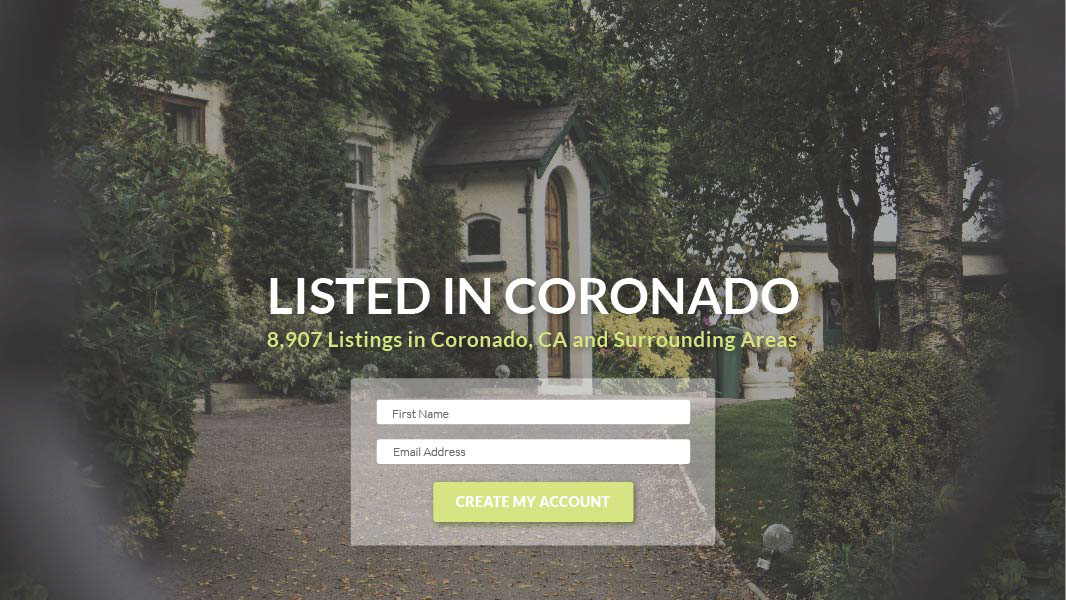 LISTED IN CORONADO
8,907 Listings in Coronado, CA and Surrounding Areas
First Name
Email Address
CREATE MY ACCOUNT